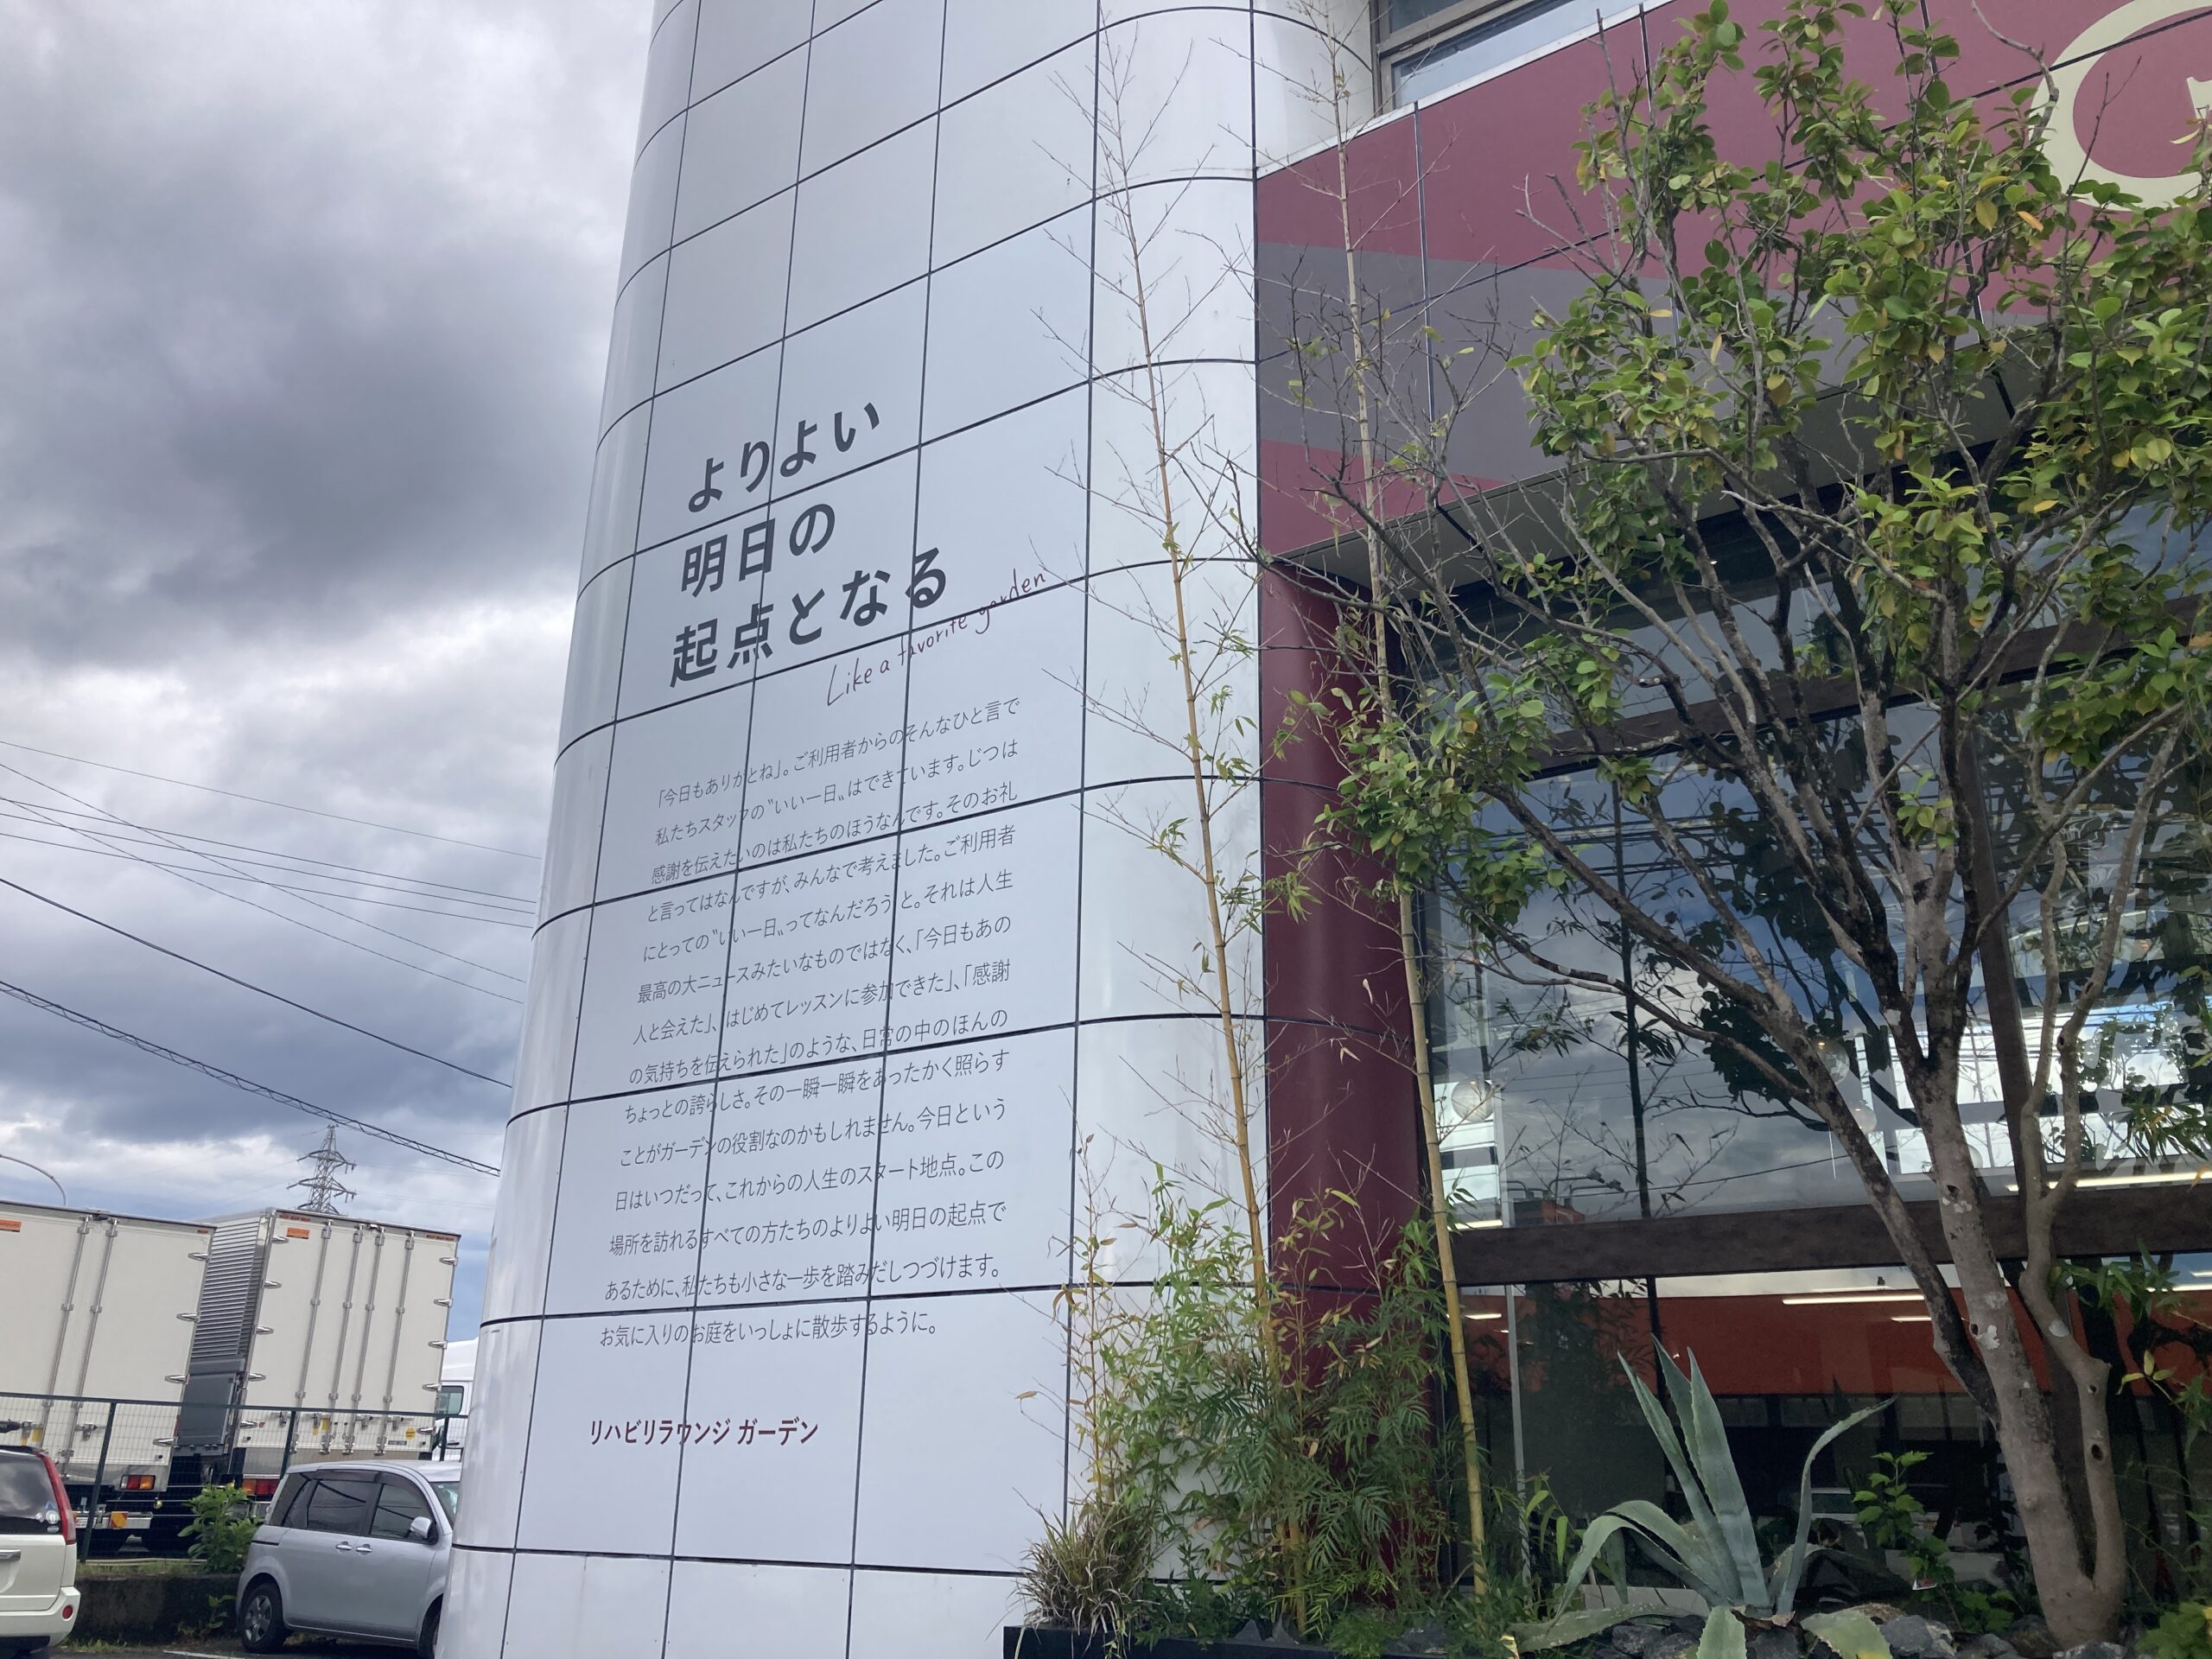 よりよい
明日の
起点となる
Like a favorite garden
「今日もありがとね」。ご利用者からのそんなひと言で
私たちスタッフの〝いい一日〟はできています。じつは
感謝を伝えたいのは私たちのほうなんです。そのお礼
と言ってはなんですが、みんなで考えました。ご利用者
にとっての〝いい一日〟ってなんだろうと。それは人生
最高の大ニュースみたいなものではなく、「今日もあの
人と会えた」、「はじめてレッスンに参加できた」、「感謝
の気持ちを伝えられた」のような、日常の中のほんの
ちょっとの誇らしさ。その一瞬一瞬をあったかく照らす
ことがガーデンの役割なのかもしれません。今日という
日はいつだって、これからの人生のスタート地点。この
場所を訪れるすべての方たちのよりよい明日の起点で
あるために、私たちも小さな一歩を踏みだしつづけます。
お気に入りのお庭をいっしょに散歩するように。
リハビリラウンジ ガーデン